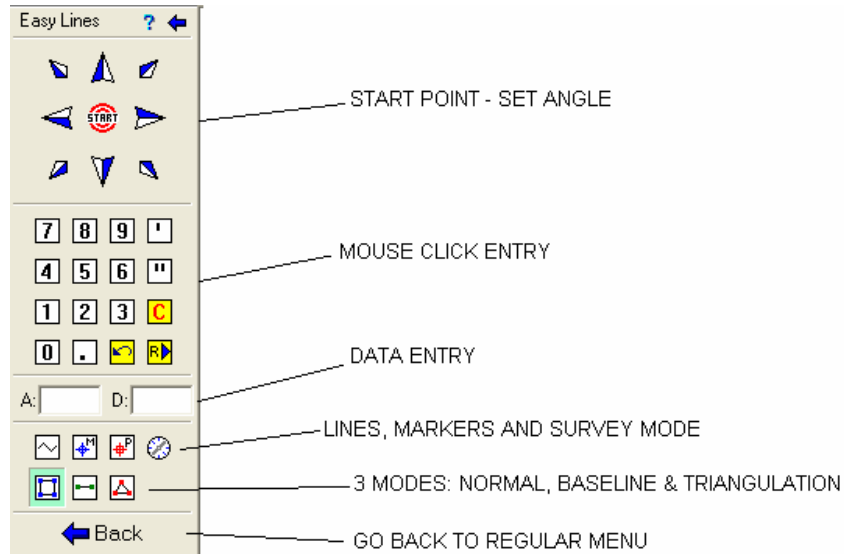 Easy Lines ?
START
START POINT - SET ANGLE
7 8 9 '
MOUSE CLICK ENTRY
4 5 6 "
1 2 3 C
0 . R
DATA ENTRY
A: D:
LINES, MARKERS AND SURVEY MODE
M P
3 MODES: NORMAL, BASELINE & TRIANGULATION
Back
GO BACK TO REGULAR MENU